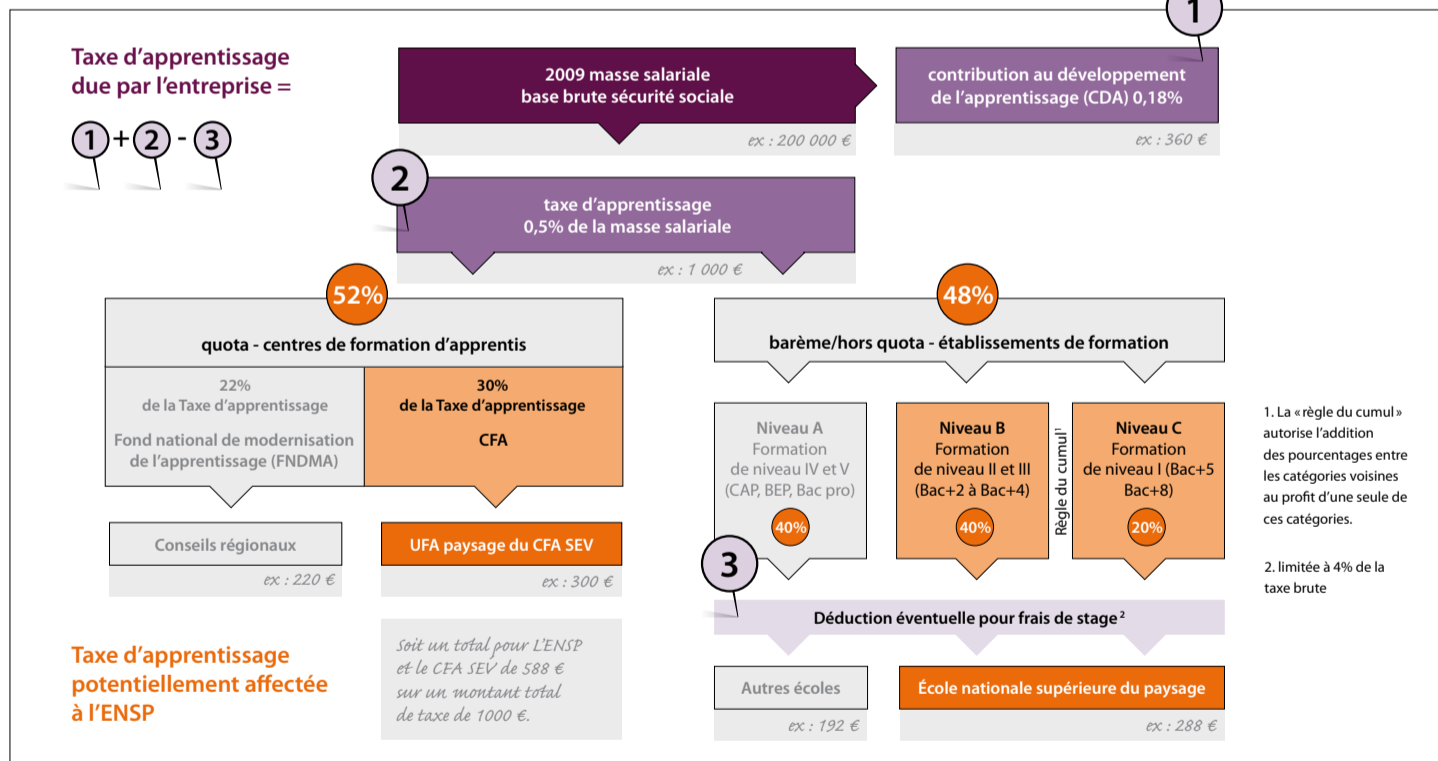 1
Taxe d'apprentissage
due par l'entreprise =
1 + 2 - 3
2009 masse salariale
base brute sécurité sociale
ex : 200 000 €
contribution au développement
de l'apprentissage (CDA) 0,18%
ex : 360 €
2
taxe d'apprentissage
0,5% de la masse salariale
ex : 1 000 €
52%
quota - centres de formation d'apprentis
22%
de la Taxe d'apprentissage
Fond national de modernisation
de l'apprentissage (FNDMA)
30%
de la Taxe d'apprentissage
CFA
Conseils régionaux
ex : 220 €
UFA paysage du CFA SEV
ex : 300 €
48%
barème/hors quota - établissements de formation
Niveau A
Formation
de niveau IV et V
(CAP, BEP, Bac pro)
40%
Niveau B
Formation
de niveau II et III
(Bac+2 à Bac+4)
40%
Règle du cumul¹
Niveau C
Formation
de niveau I (Bac+5
Bac+8)
20%
3
Déduction éventuelle pour frais de stage²
Autres écoles
ex : 192 €
École nationale supérieure du paysage
ex : 288 €
1. La « règle du cumul »
autorise l'addition
des pourcentages entre
les catégories voisines
au profit d'une seule de
ces catégories.
2. limitée à 4% de la
taxe brute
Taxe d'apprentissage
potentiellement affectée
à l'ENSP
Soit un total pour L'ENSP
et le CFA SEV de 588 €
sur un montant total
de taxe de 1000 €.